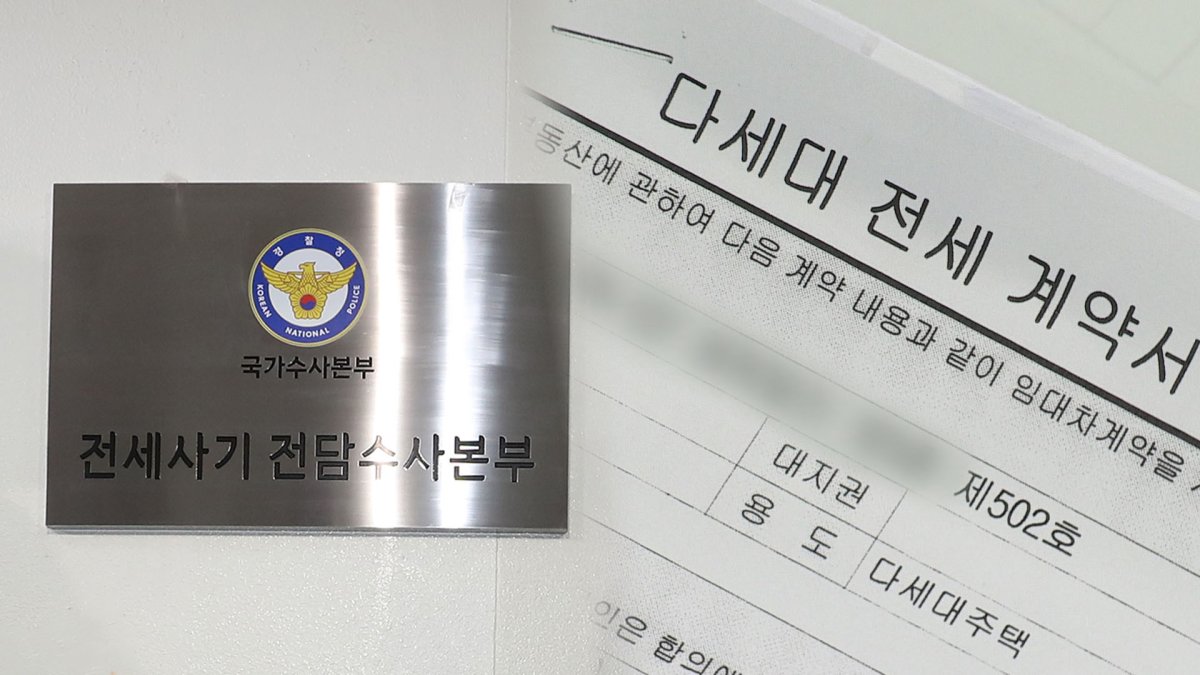 경찰청
KOREAN NATIONAL POLICE
국가수사본부
전세사기 전담수사본부
다세대 전세 계약서
동산에 관하여 다음 계약 내용과 같이 임대차계약을
제502호
대지권
용 도
다세대주택
인은 합의에